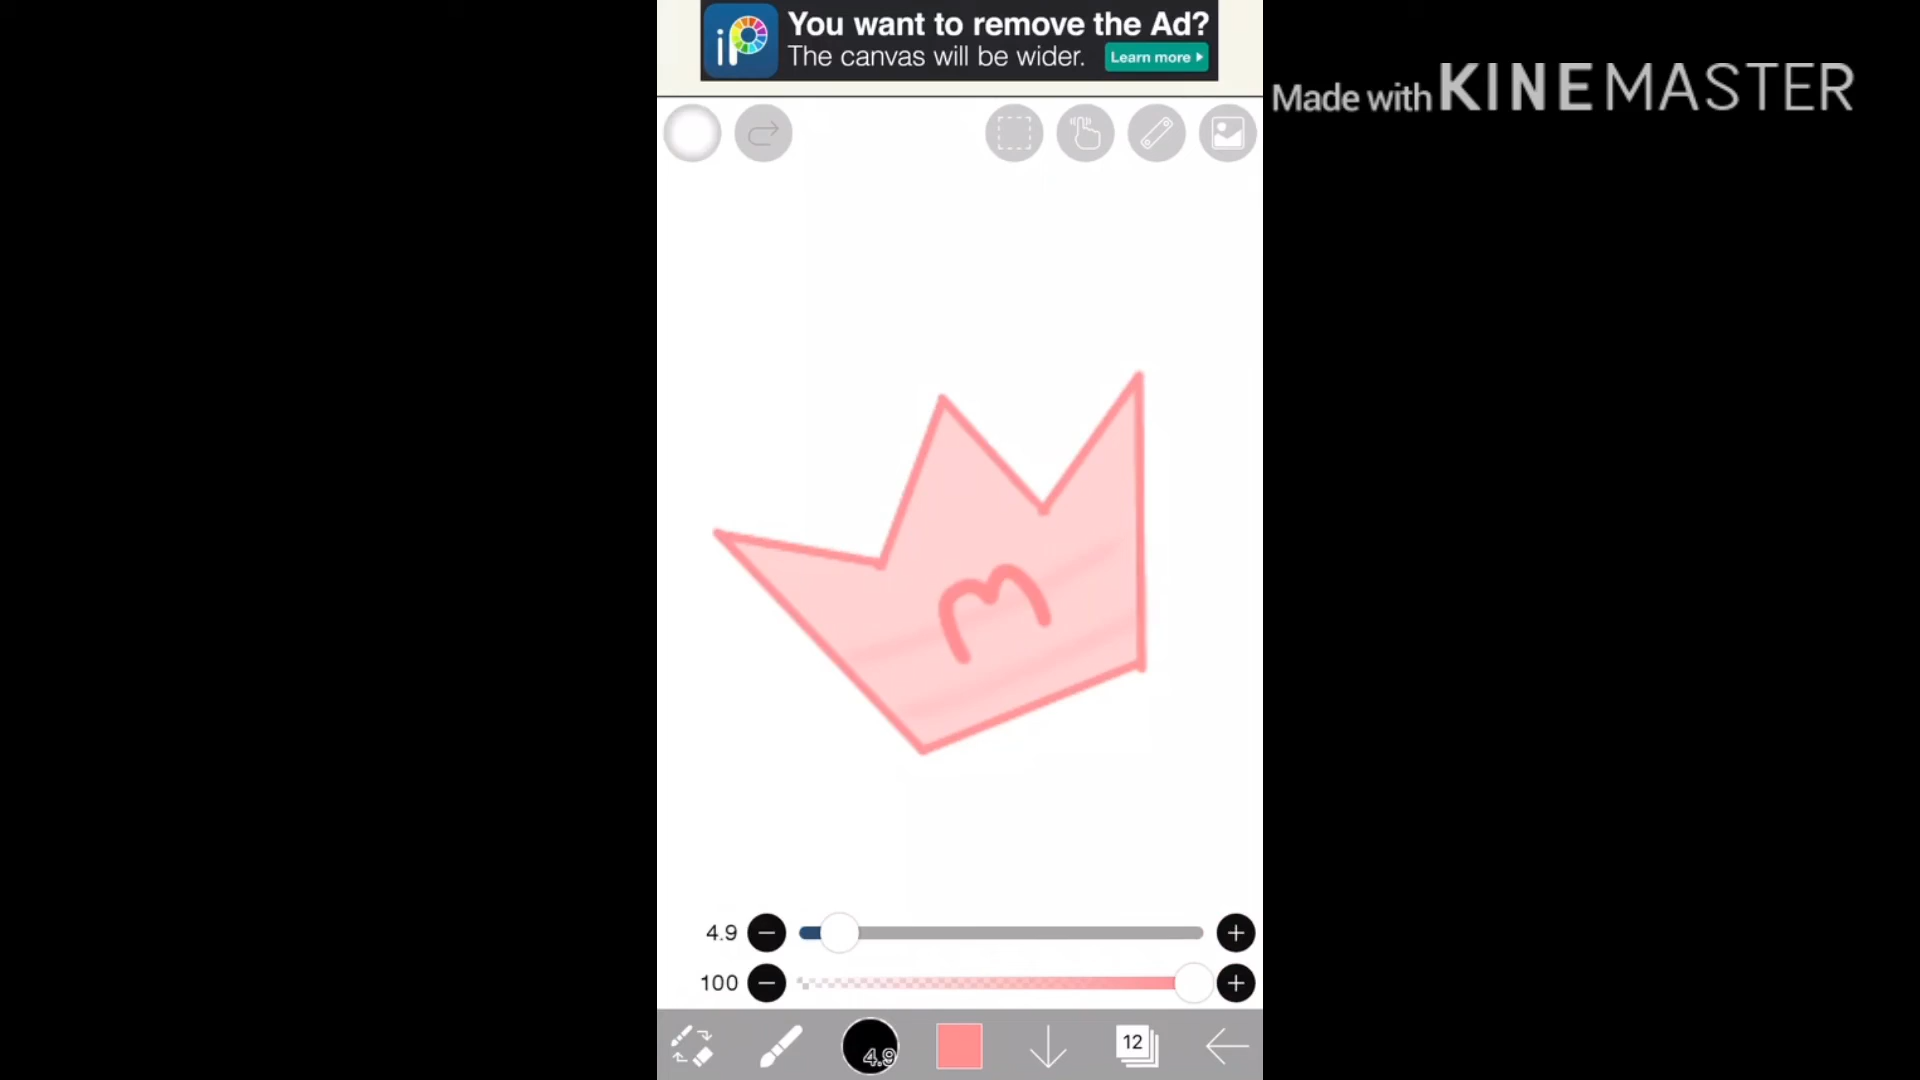 iP
You want to remove the Ad?
The canvas will be wider.
Learn more
Made with KINEMASTER
m
4.9
100
4.9
12